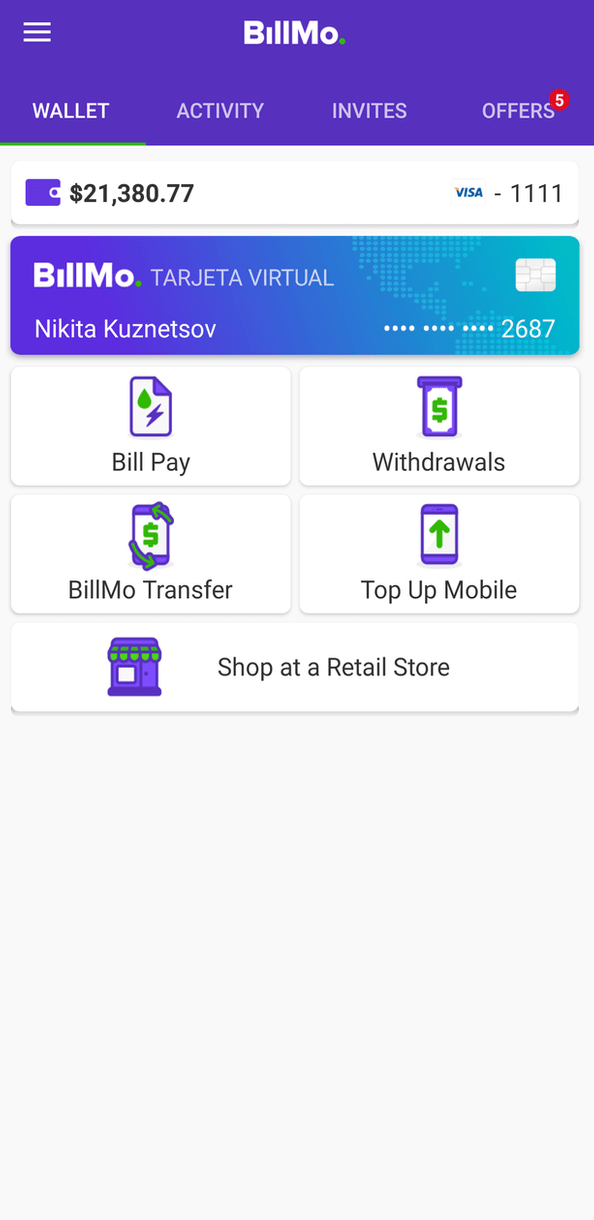 BillMo.
WALLET ACTIVITY INVITES OFFERS 5
$21,380.77 VISA - 1111
BillMo. TARJETA VIRTUAL
Nikita Kuznetsov •••• •••• •••• 2687
$
Bill Pay Withdrawals
$
BillMo Transfer Top Up Mobile
Shop at a Retail Store